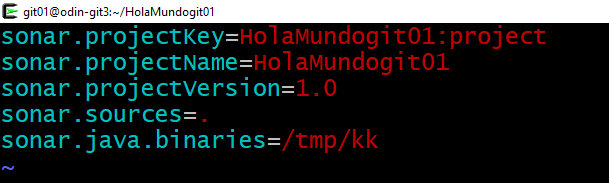 git01@odin-git3:~/HolaMundogit01
sonar.projectKey=HolaMundogit01:project
sonar.projectName=HolaMundogit01
sonar.projectVersion=1.0
sonar.sources=.
sonar.java.binaries=/tmp/kk
~